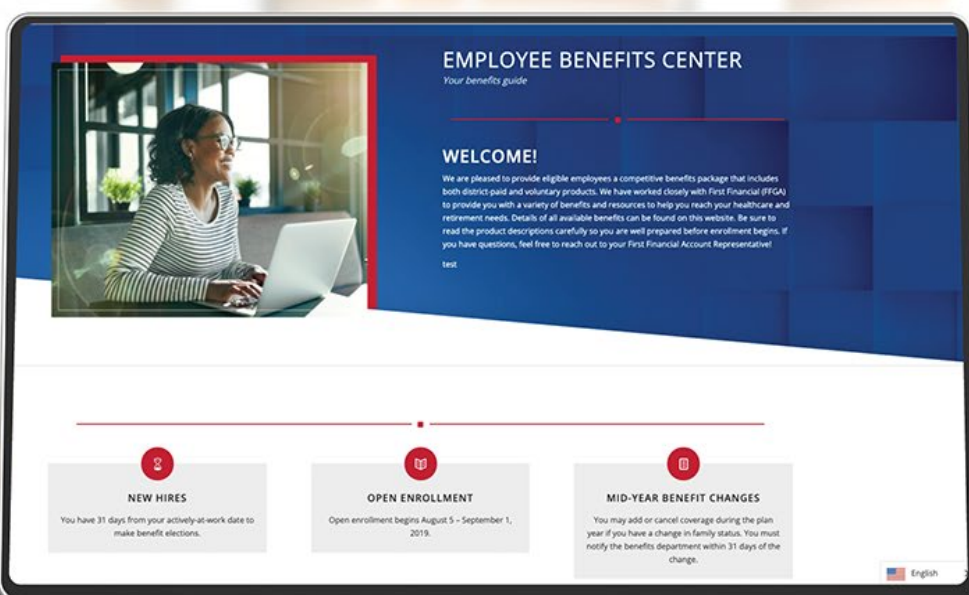 EMPLOYEE BENEFITS CENTER
Your benefits guide
WELCOME!
We are pleased to provide eligible employees a competitive benefits package that includes
both district-paid and voluntary products. We have worked closely with First Financial (FFGA)
to provide you with a variety of benefits and resources to help you reach your healthcare and
retirement needs. Details of all available benefits can be found on this website. Be sure to
read the product descriptions carefully so you are well prepared before enrollment begins. If
you have questions, feel free to reach out to your First Financial Account Representative!
test
NEW HIRES
You have 31 days from your actively-at-work date to
make benefit elections.
OPEN ENROLLMENT
Open enrollment begins August 5 – September 1,
2019.
MID-YEAR BENEFIT CHANGES
You may add or cancel coverage during the plan
year if you have a change in family status. You must
notify the benefits department within 31 days of the
change.
English